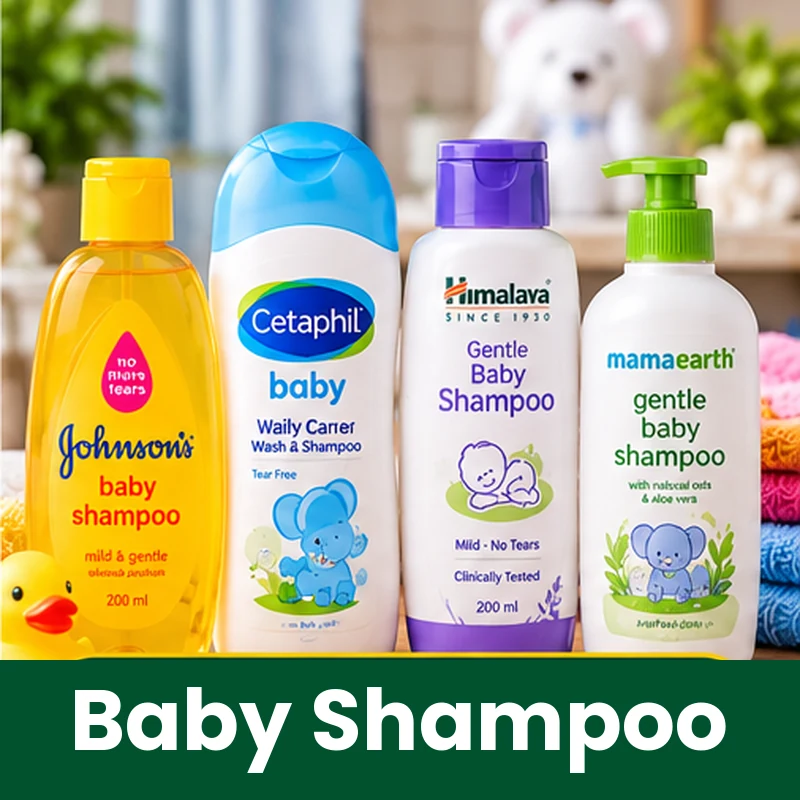 no
tears
Johnson's
baby
shampoo
mild & gentle
200 ml
Cetaphil
baby
Waily Carrer
Wash & Shampoo
Tear Free
Himalaya
SINCE 1930
Gentle
Baby
Shampoo
Mild - No Tears
Clinically Tested
200 ml
mamaearth
gentle
baby
shampoo
with
& Aloe vera
Baby Shampoo